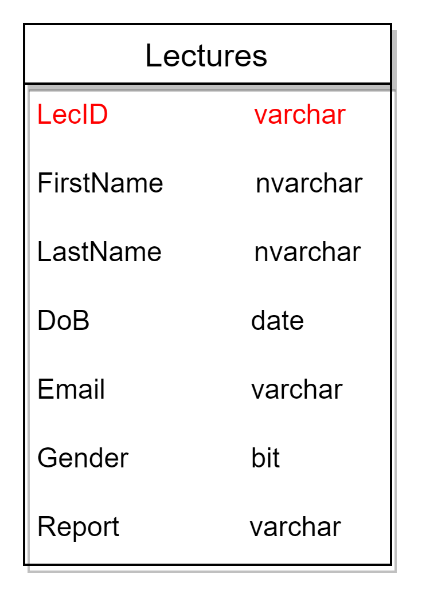 Lectures
LecID varchar
FirstName nvarchar
LastName nvarchar
DoB date
Email varchar
Gender bit
Report varchar